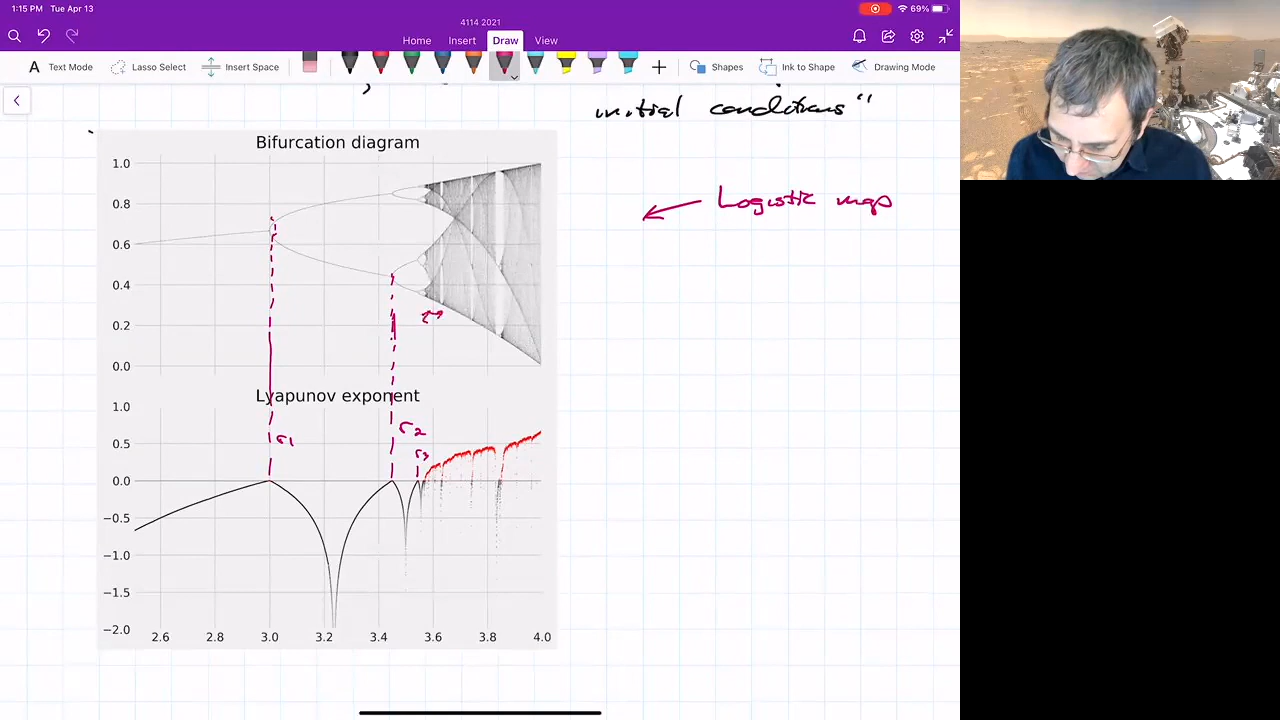 1:15 PM Tue Apr 13
69%
4114 2021
Home Insert Draw View
Text Mode Lasso Select Insert Space Shapes Ink to Shape Drawing Mode
initial conditions"
Bifurcation diagram
1.0
0.8
0.6
0.4
0.2
0.0
Logistic map
Lyapunov exponent
1.0
0.5
0.0
−0.5
−1.0
−1.5
−2.0
r1
r2
r3
2.6 2.8 3.0 3.2 3.4 3.6 3.8 4.0